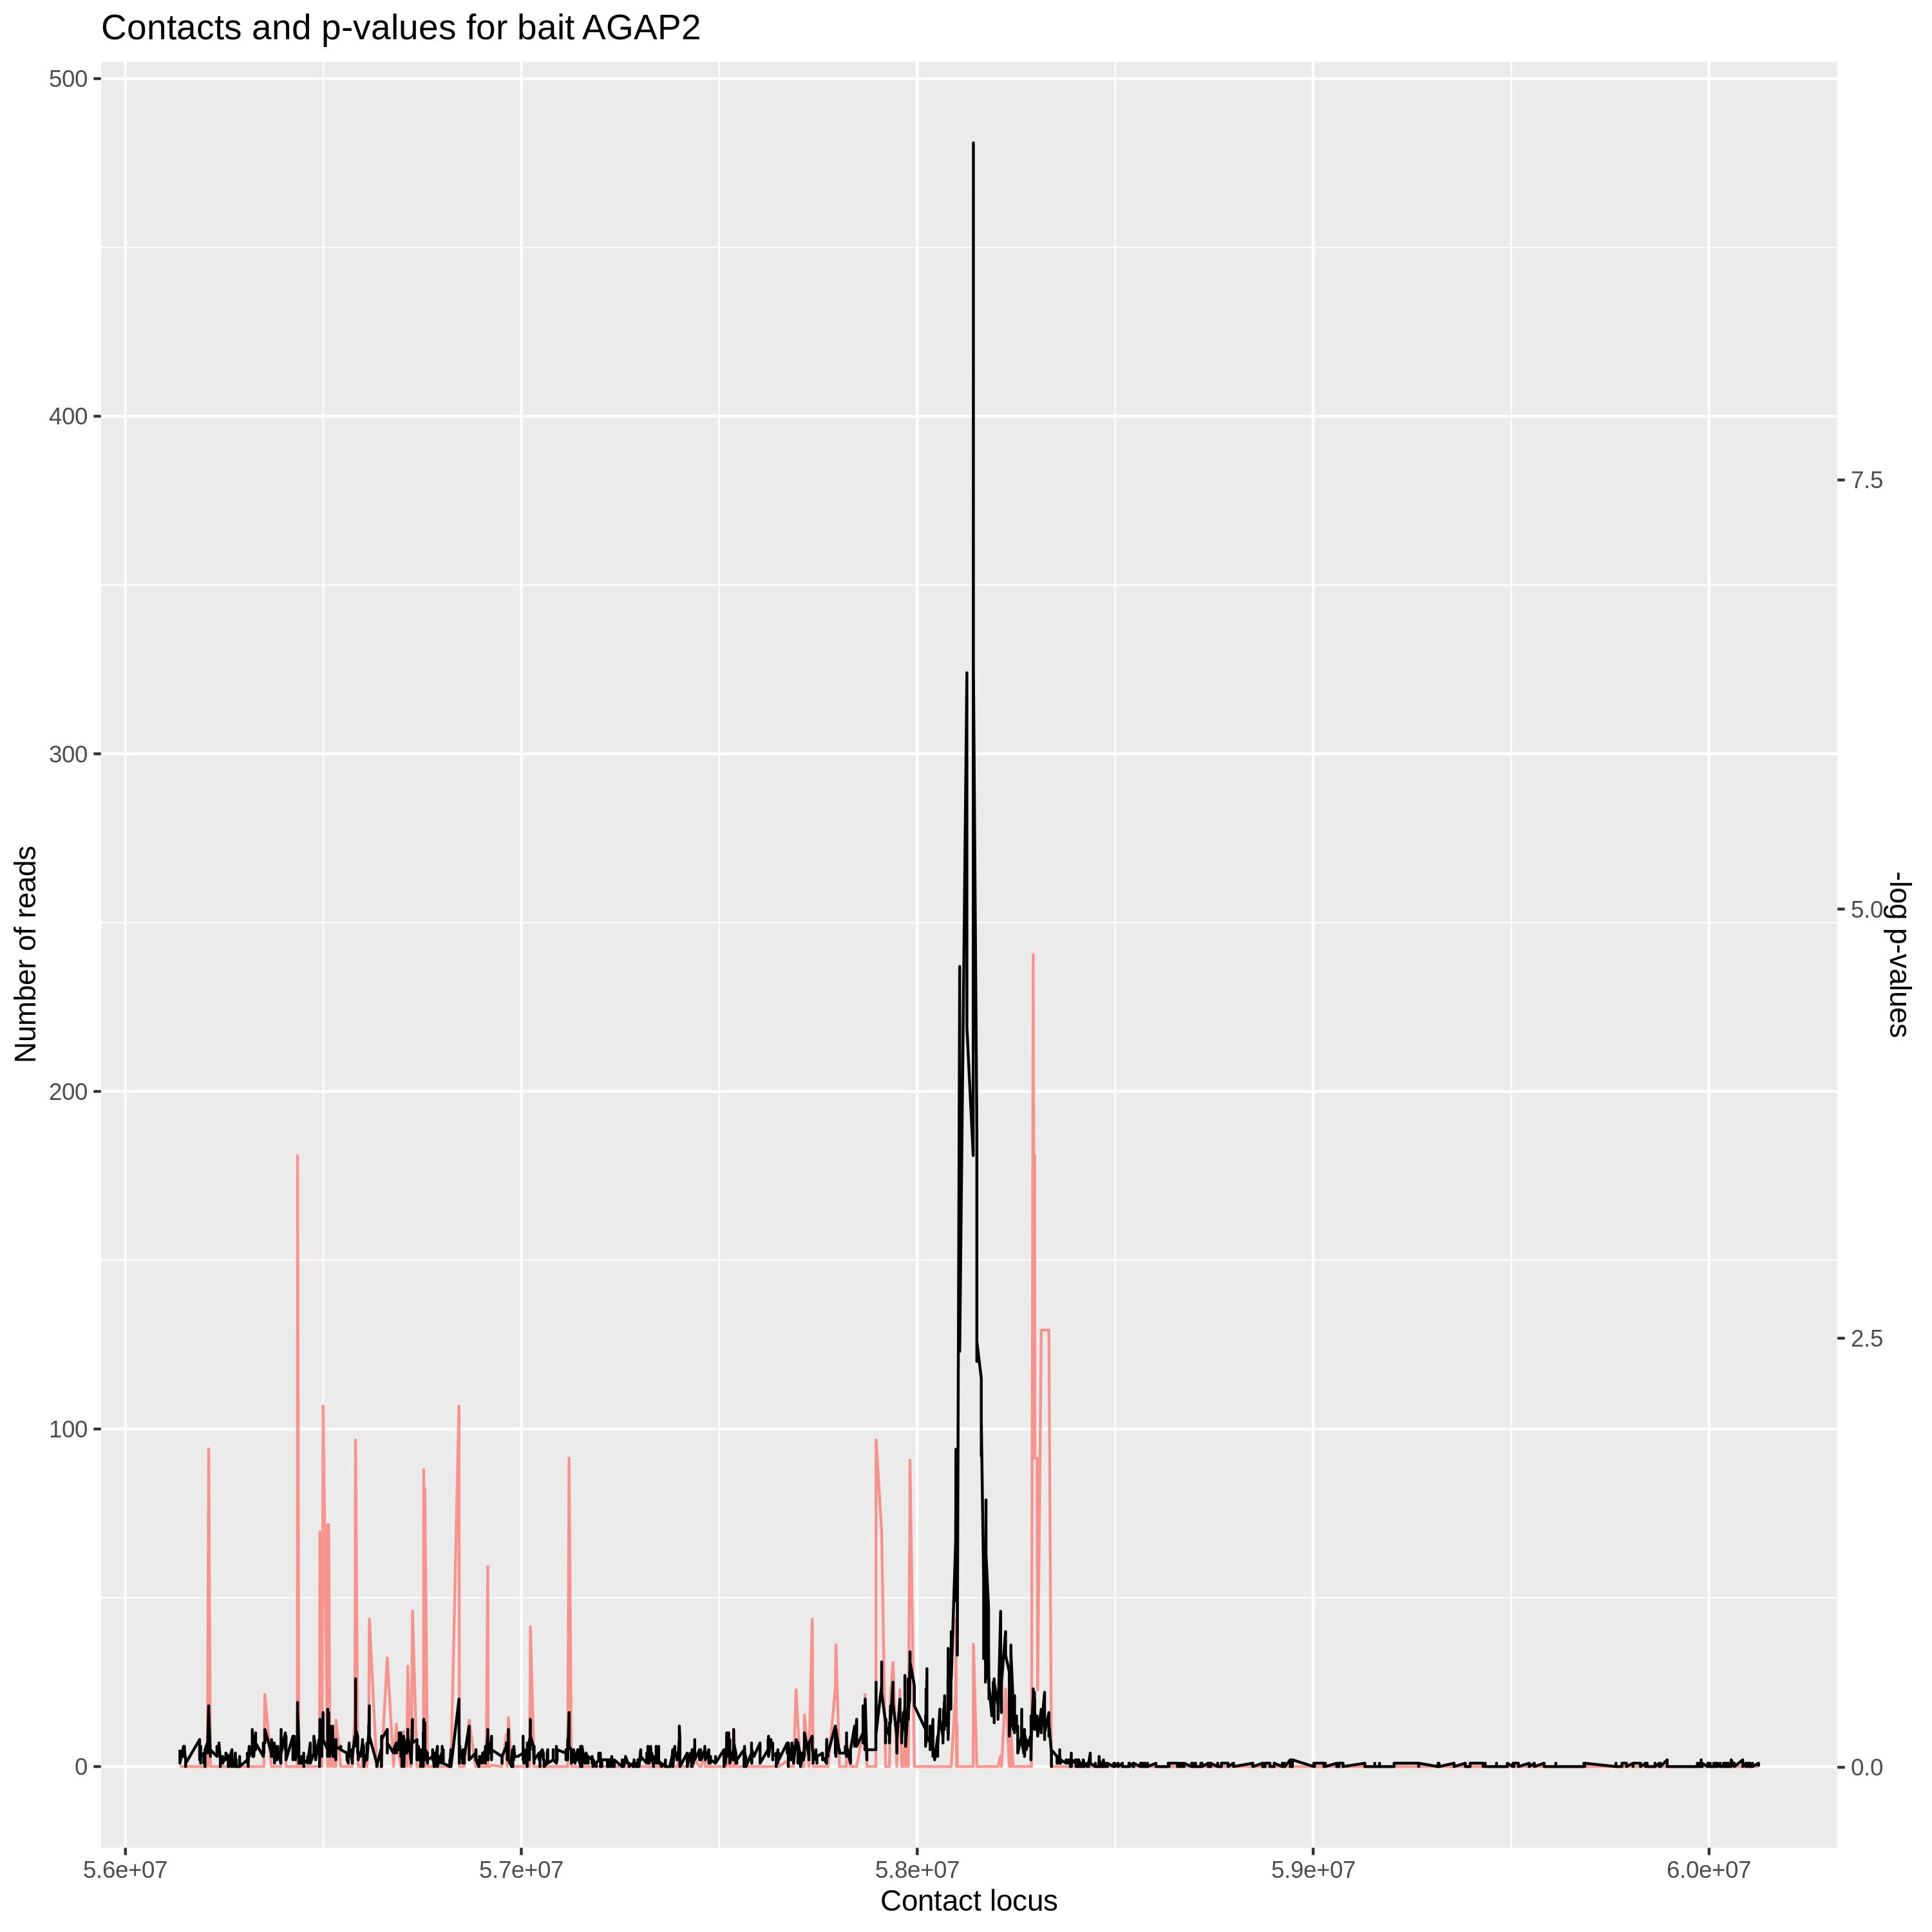 Contacts and p-values for bait AGAP2
500
400
300
200
100
0
Number of reads
7.5
5.0
2.5
0.0
-log p-values
5.6e+07 5.7e+07 5.8e+07 5.9e+07 6.0e+07
Contact locus